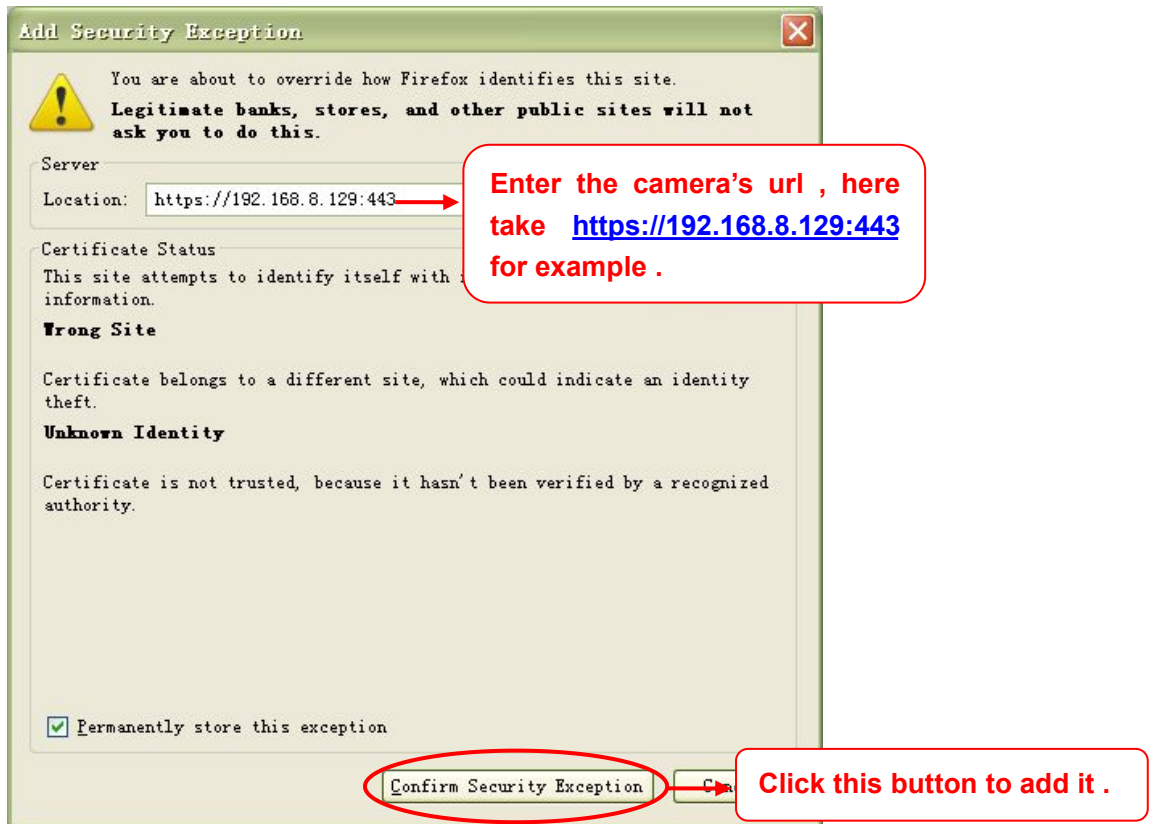 Add Security Exception
You are about to override how Firefox identifies this site.
Legitimate banks, stores, and other public sites will not
ask you to do this.
Server
Location: https://192.168.8.129:443
Enter the camera's url , here
take https://192.168.8.129:443
for example .
Certificate Status
This site attempts to identify itself with
information.
Wrong Site
Certificate belongs to a different site, which could indicate an identity
theft.
Unknown Identity
Certificate is not trusted, because it hasn't been verified by a recognized
authority.
Permanently store this exception
Confirm Security Exception
Click this button to add it .